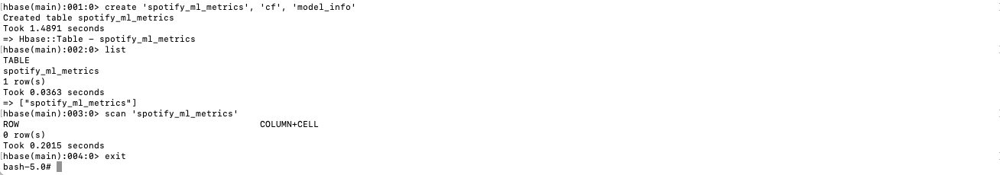 [hbase(main):001:0> create 'spotify_ml_metrics', 'cf', 'model_info' ]
Created table spotify_ml_metrics
Took 1.4891 seconds
=> Hbase::Table - spotify_ml_metrics
[hbase(main):002:0> list ]
TABLE
spotify_ml_metrics
1 row(s)
Took 0.0363 seconds
=> ["spotify_ml_metrics"]
[hbase(main):003:0> scan 'spotify_ml_metrics' ]
ROW COLUMN+CELL
0 row(s)
Took 0.2015 seconds
[hbase(main):004:0> exit ]
bash-5.0#